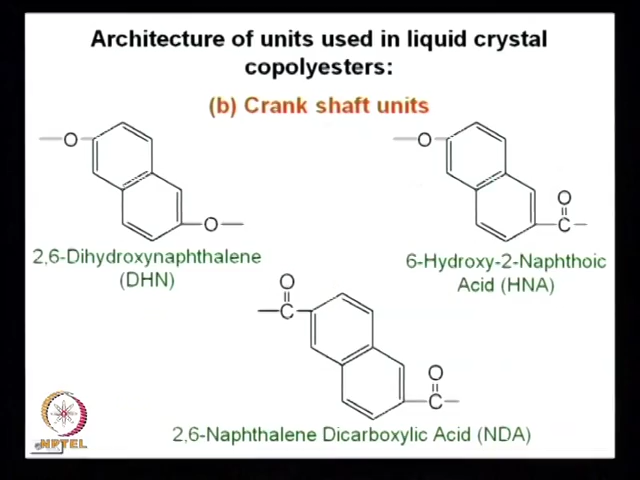 Architecture of units used in liquid crystal
copolyesters:
(b) Crank shaft units
O
O
2,6-Dihydroxynaphthalene
(DHN)
O
O
C
6-Hydroxy-2-Naphthoic
Acid (HNA)
O
C
O
C
2,6-Naphthalene Dicarboxylic Acid (NDA)
NPTEL